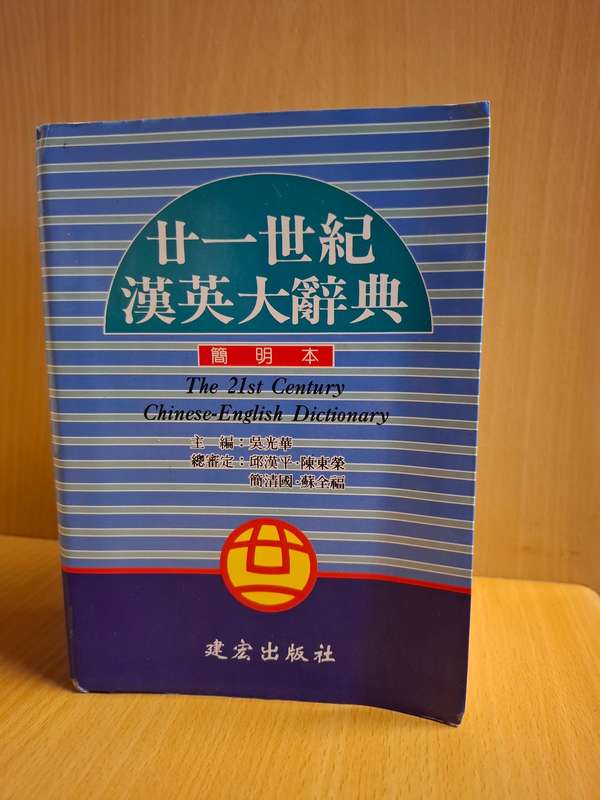 廿一世紀
漢英大辭典
簡明本
The 21st Century
Chinese-English Dictionary
主 編：吳光華
總審定：邱漢平·陳東榮
簡清國·蘇全福
廿
建宏出版社